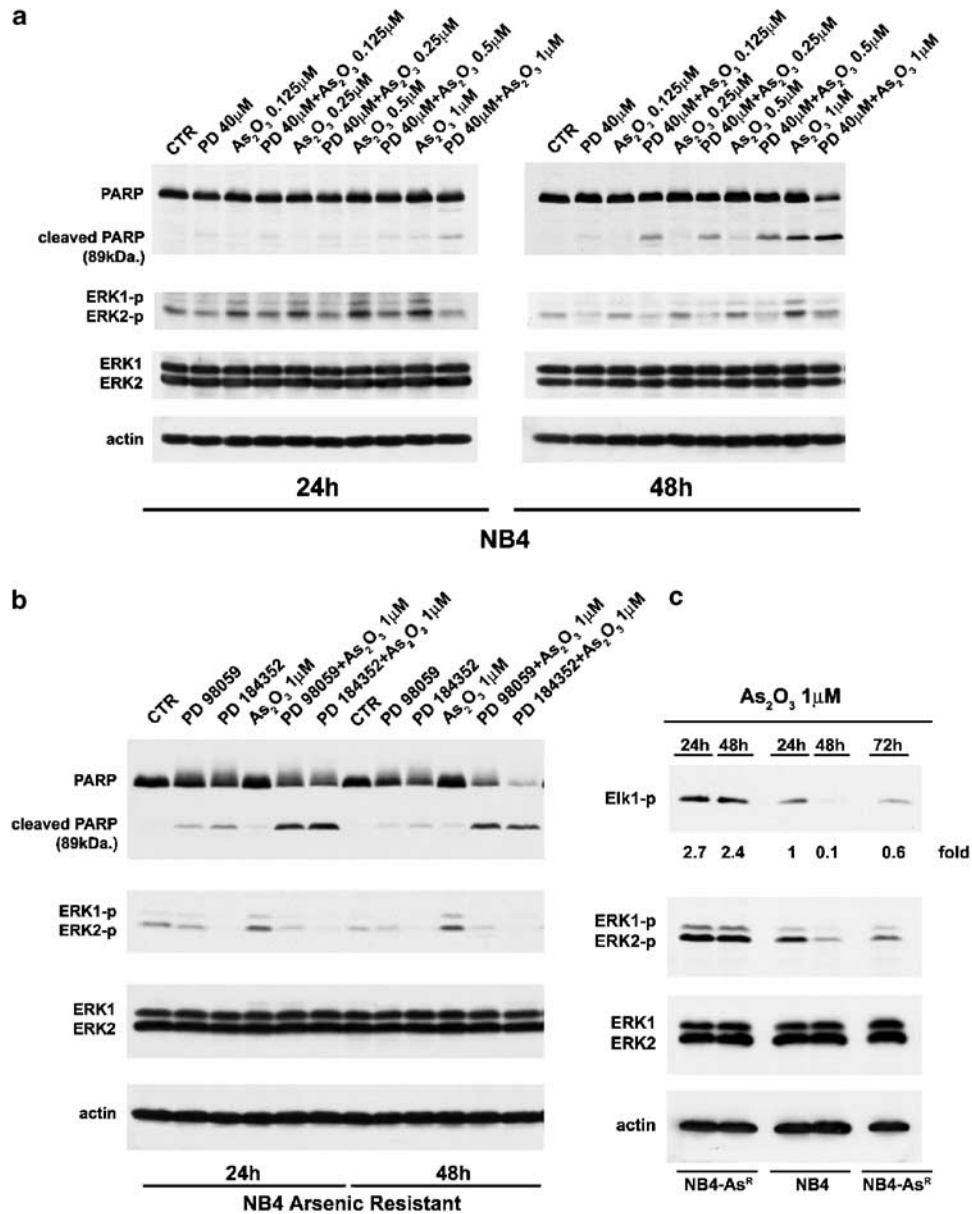 a
CTR
PD 40µM
As₂O₃ 0.125µM
PD 40µM+As₂O₃ 0.125µM
As₂O₃ 0.25µM
PD 40µM+As₂O₃ 0.25µM
As₂O₃ 0.5µM
PD 40µM+As₂O₃ 0.5µM
As₂O₃ 1µM
PD 40µM+As₂O₃ 1µM
CTR
PD 40µM
As₂O₃ 0.125µM
PD 40µM+As₂O₃ 0.125µM
As₂O₃ 0.25µM
PD 40µM+As₂O₃ 0.25µM
As₂O₃ 0.5µM
PD 40µM+As₂O₃ 0.5µM
As₂O₃ 1µM
PD 40µM+As₂O₃ 1µM
PARP
cleaved PARP
(89kDa.)
ERK1-p
ERK2-p
ERK1
ERK2
actin
24h
48h
NB4
b
CTR
PD 98059
PD 184352
As₂O₃ 1µM
PD 98059+As₂O₃ 1µM
PD 184352+As₂O₃ 1µM
CTR
PD 98059
PD 184352
As₂O₃ 1µM
PD 98059+As₂O₃ 1µM
PD 184352+As₂O₃ 1µM
PARP
cleaved PARP
(89kDa.)
ERK1-p
ERK2-p
ERK1
ERK2
actin
24h
48h
NB4 Arsenic Resistant
c
As₂O₃ 1µM
24h 48h 24h 48h 72h
Elk1-p
2.7 2.4 1 0.1 0.6 fold
ERK1-p
ERK2-p
ERK1
ERK2
actin
NB4-Asᴿ NB4 NB4-Asᴿ